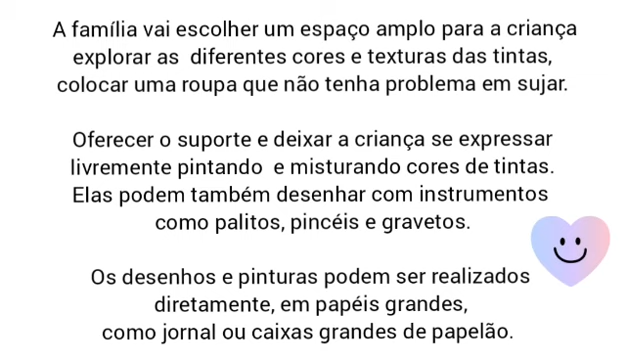 A família vai escolher um espaço amplo para a criança
explorar as  diferentes cores e texturas das tintas,
colocar uma roupa que não tenha problema em sujar.
Oferecer o suporte e deixar a criança se expressar
livremente pintando  e misturando cores de tintas.
Elas podem também desenhar com instrumentos
como palitos, pincéis e gravetos.
Os desenhos e pinturas podem ser realizados
diretamente, em papéis grandes,
como jornal ou caixas grandes de papelão.